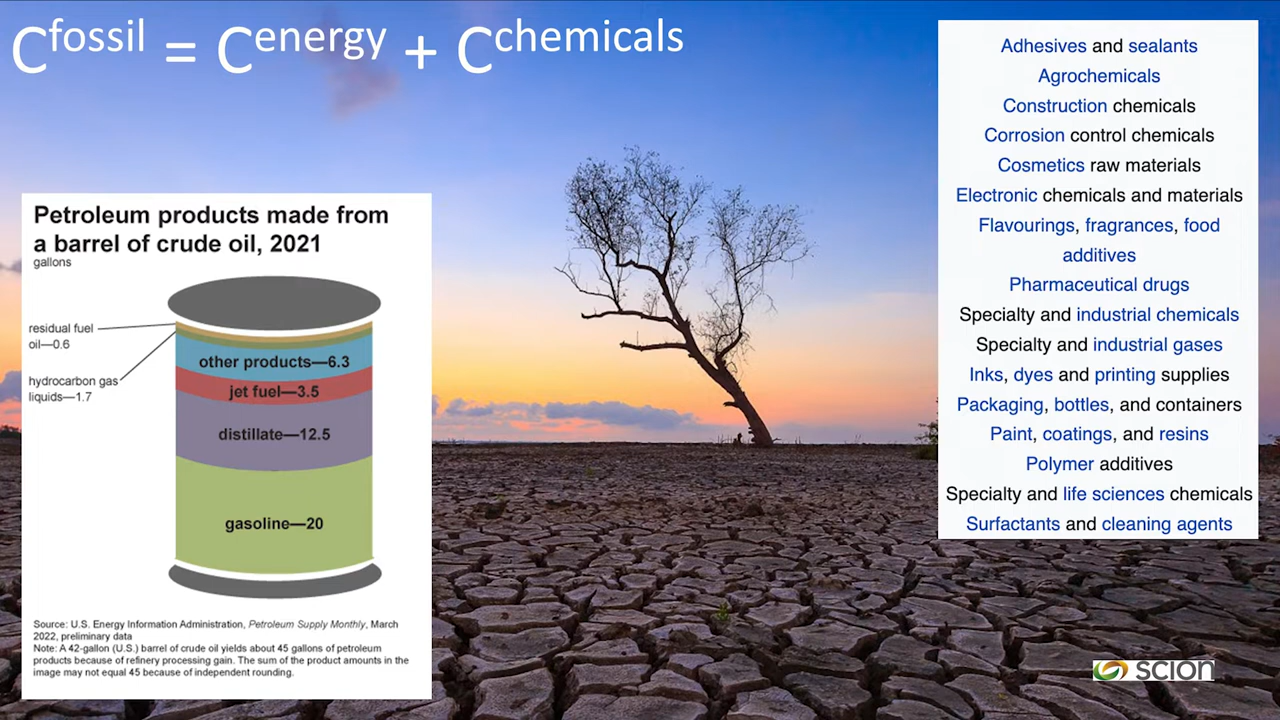 Cfossil = Cenergy + Cchemicals
Petroleum products made from
a barrel of crude oil, 2021
gallons
residual fuel
oil—0.6
hydrocarbon gas
liquids—1.7
other products—6.3
jet fuel—3.5
distillate—12.5
gasoline—20
Source: U.S. Energy Information Administration, Petroleum Supply Monthly, March
2022, preliminary data
Note: A 42-gallon (U.S.) barrel of crude oil yields about 45 gallons of petroleum
products because of refinery processing gain. The sum of the product amounts in the
image may not equal 45 because of independent rounding.
Adhesives and sealants
Agrochemicals
Construction chemicals
Corrosion control chemicals
Cosmetics raw materials
Electronic chemicals and materials
Flavourings, fragrances, food
additives
Pharmaceutical drugs
Specialty and industrial chemicals
Specialty and industrial gases
Inks, dyes and printing supplies
Packaging, bottles, and containers
Paint, coatings, and resins
Polymer additives
Specialty and life sciences chemicals
Surfactants and cleaning agents
scion